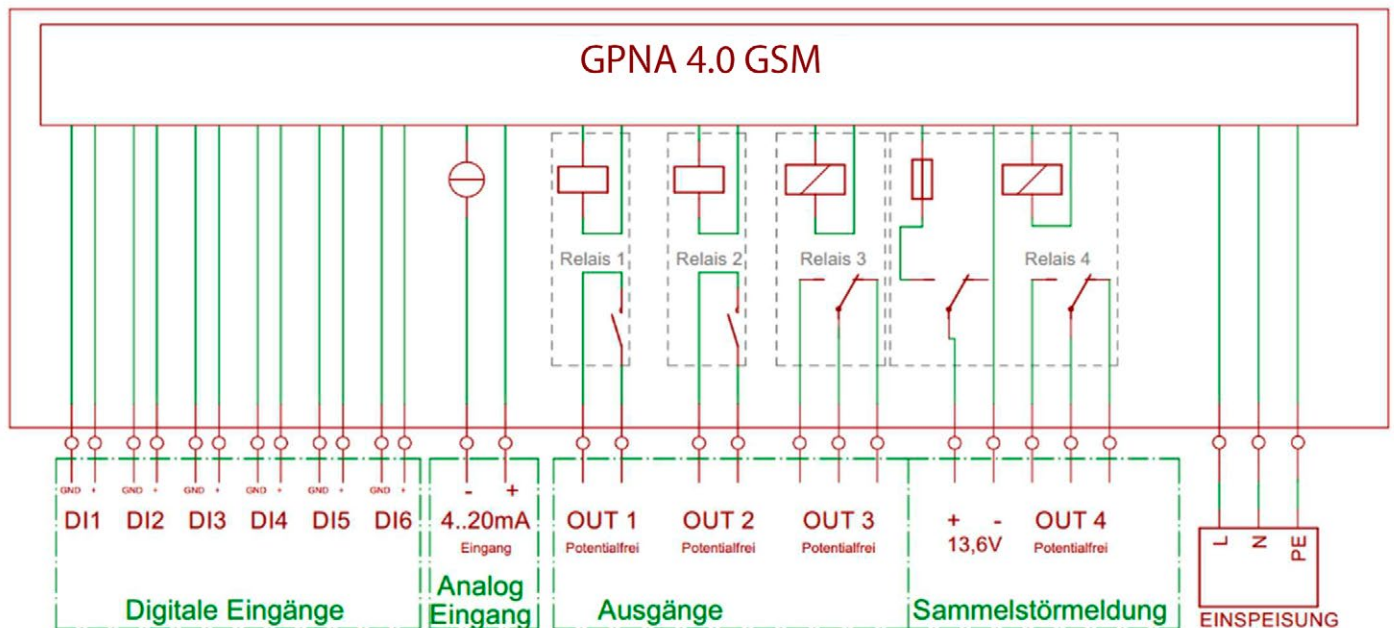 GPNA 4.0 GSM
Relais 1
Relais 2
Relais 3
Relais 4
GND + GND + GND + GND + GND + GND +
- +
DI1 DI2 DI3 DI4 DI5 DI6
4..20mA
Eingang
OUT 1
Potentialfrei
OUT 2
Potentialfrei
OUT 3
Potentialfrei
+ -
13,6V
OUT 4
Potentialfrei
L N PE
Digitale Eingänge
Analog
Eingang
Ausgänge
Sammelstörmeldung
EINSPEISUNG